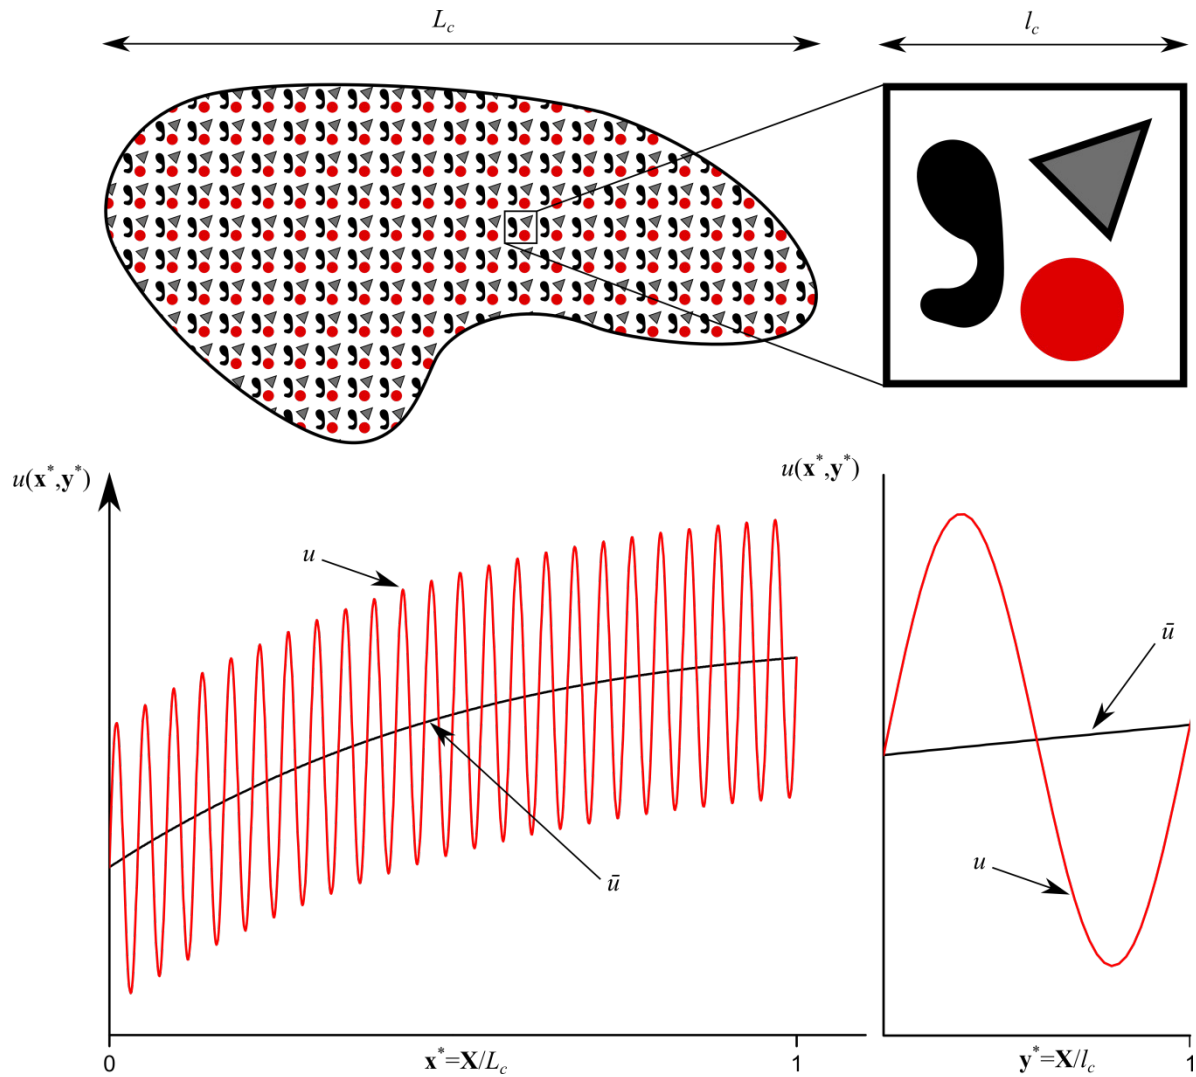 L_c
l_c
u(x*,y*)
u(x*,y*)
u
ū
ū
u
0
x*=X/L_c
1
y*=X/l_c
1